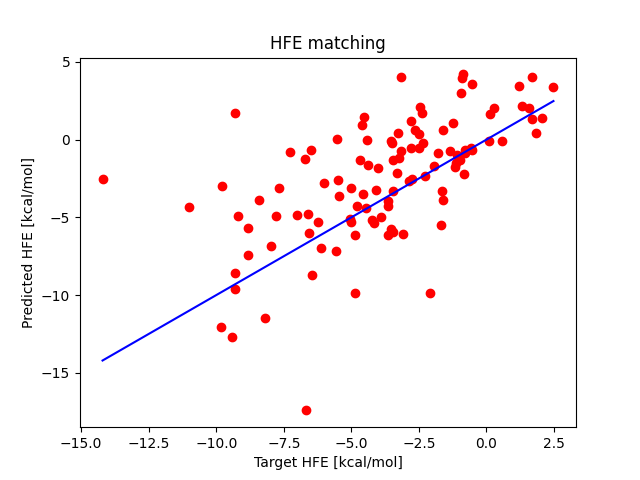 HFE matching
5
0
−5
−10
−15
Predicted HFE [kcal/mol]
−15.0 −12.5 −10.0 −7.5 −5.0 −2.5 0.0 2.5
Target HFE [kcal/mol]